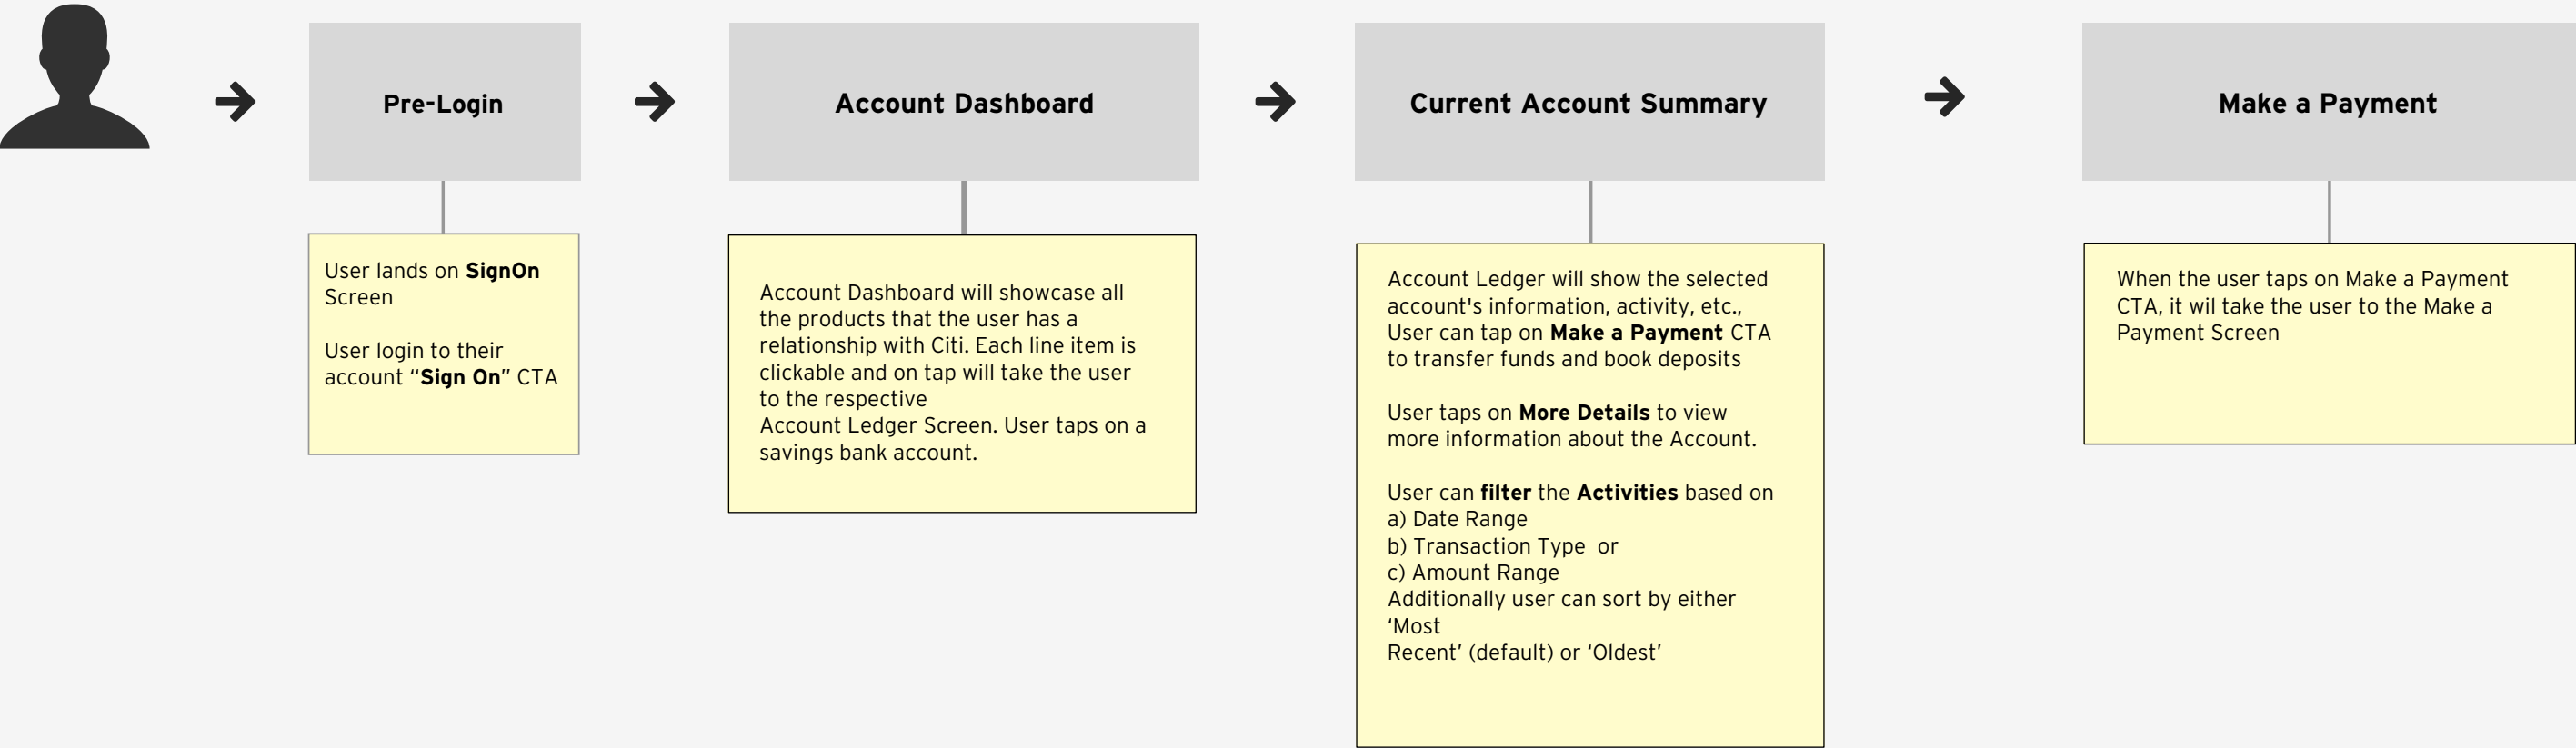 Pre-Login
Account Dashboard
Current Account Summary
Make a Payment
User lands on SignOn
Screen
User login to their
account “Sign On” CTA
Account Dashboard will showcase all
the products that the user has a
relationship with Citi. Each line item is
clickable and on tap will take the user
to the respective
Account Ledger Screen. User taps on a
savings bank account.
Account Ledger will show the selected
account's information, activity, etc.,
User can tap on Make a Payment CTA
to transfer funds and book deposits
User taps on More Details to view
more information about the Account.
User can filter the Activities based on
a) Date Range
b) Transaction Type  or
c) Amount Range
Additionally user can sort by either
‘Most
Recent’ (default) or ‘Oldest’
When the user taps on Make a Payment
CTA, it wil take the user to the Make a
Payment Screen